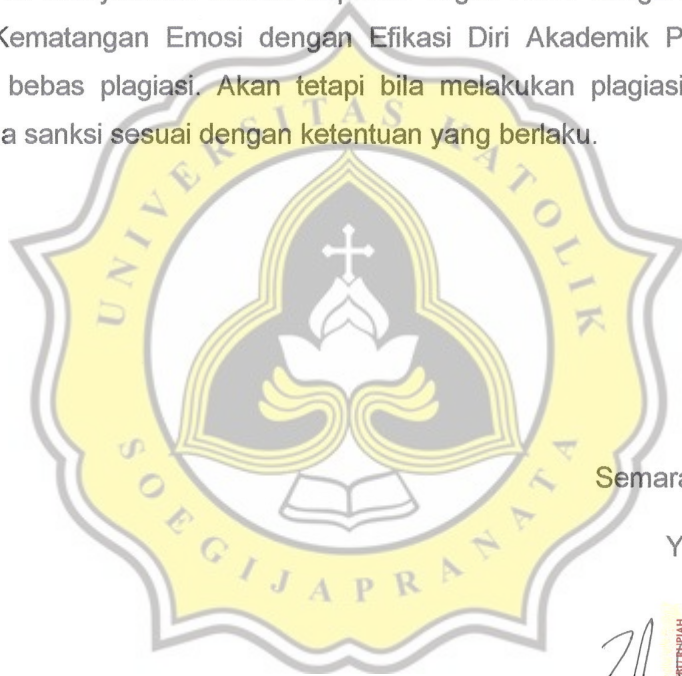 Kematangan Emosi dengan Efikasi Diri Akademik P
bebas plagiasi. Akan tetapi bila melakukan plagiasi
a sanksi sesuai dengan ketentuan yang berlaku.
UNIVERSITAS KATOLIK
SOEGIJAPRANATA
Semara
Y